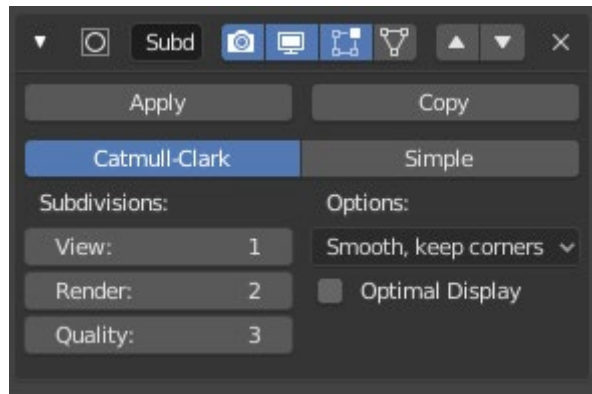 Subd
Apply Copy
Catmull-Clark Simple
Subdivisions: Options:
View: 1 Smooth, keep corners
Render: 2 Optimal Display
Quality: 3